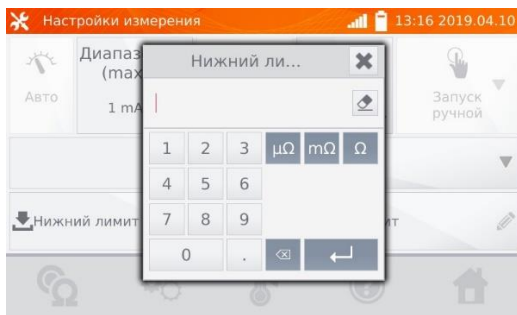 Настройки измерения 13:16 2019.04.10
Диапаз
(max
Авто
1 mA
Запуск
ручной
Нижний ли...
1 2 3 µΩ mΩ Ω
4 5 6
7 8 9
0 .
Нижний лимит
ит